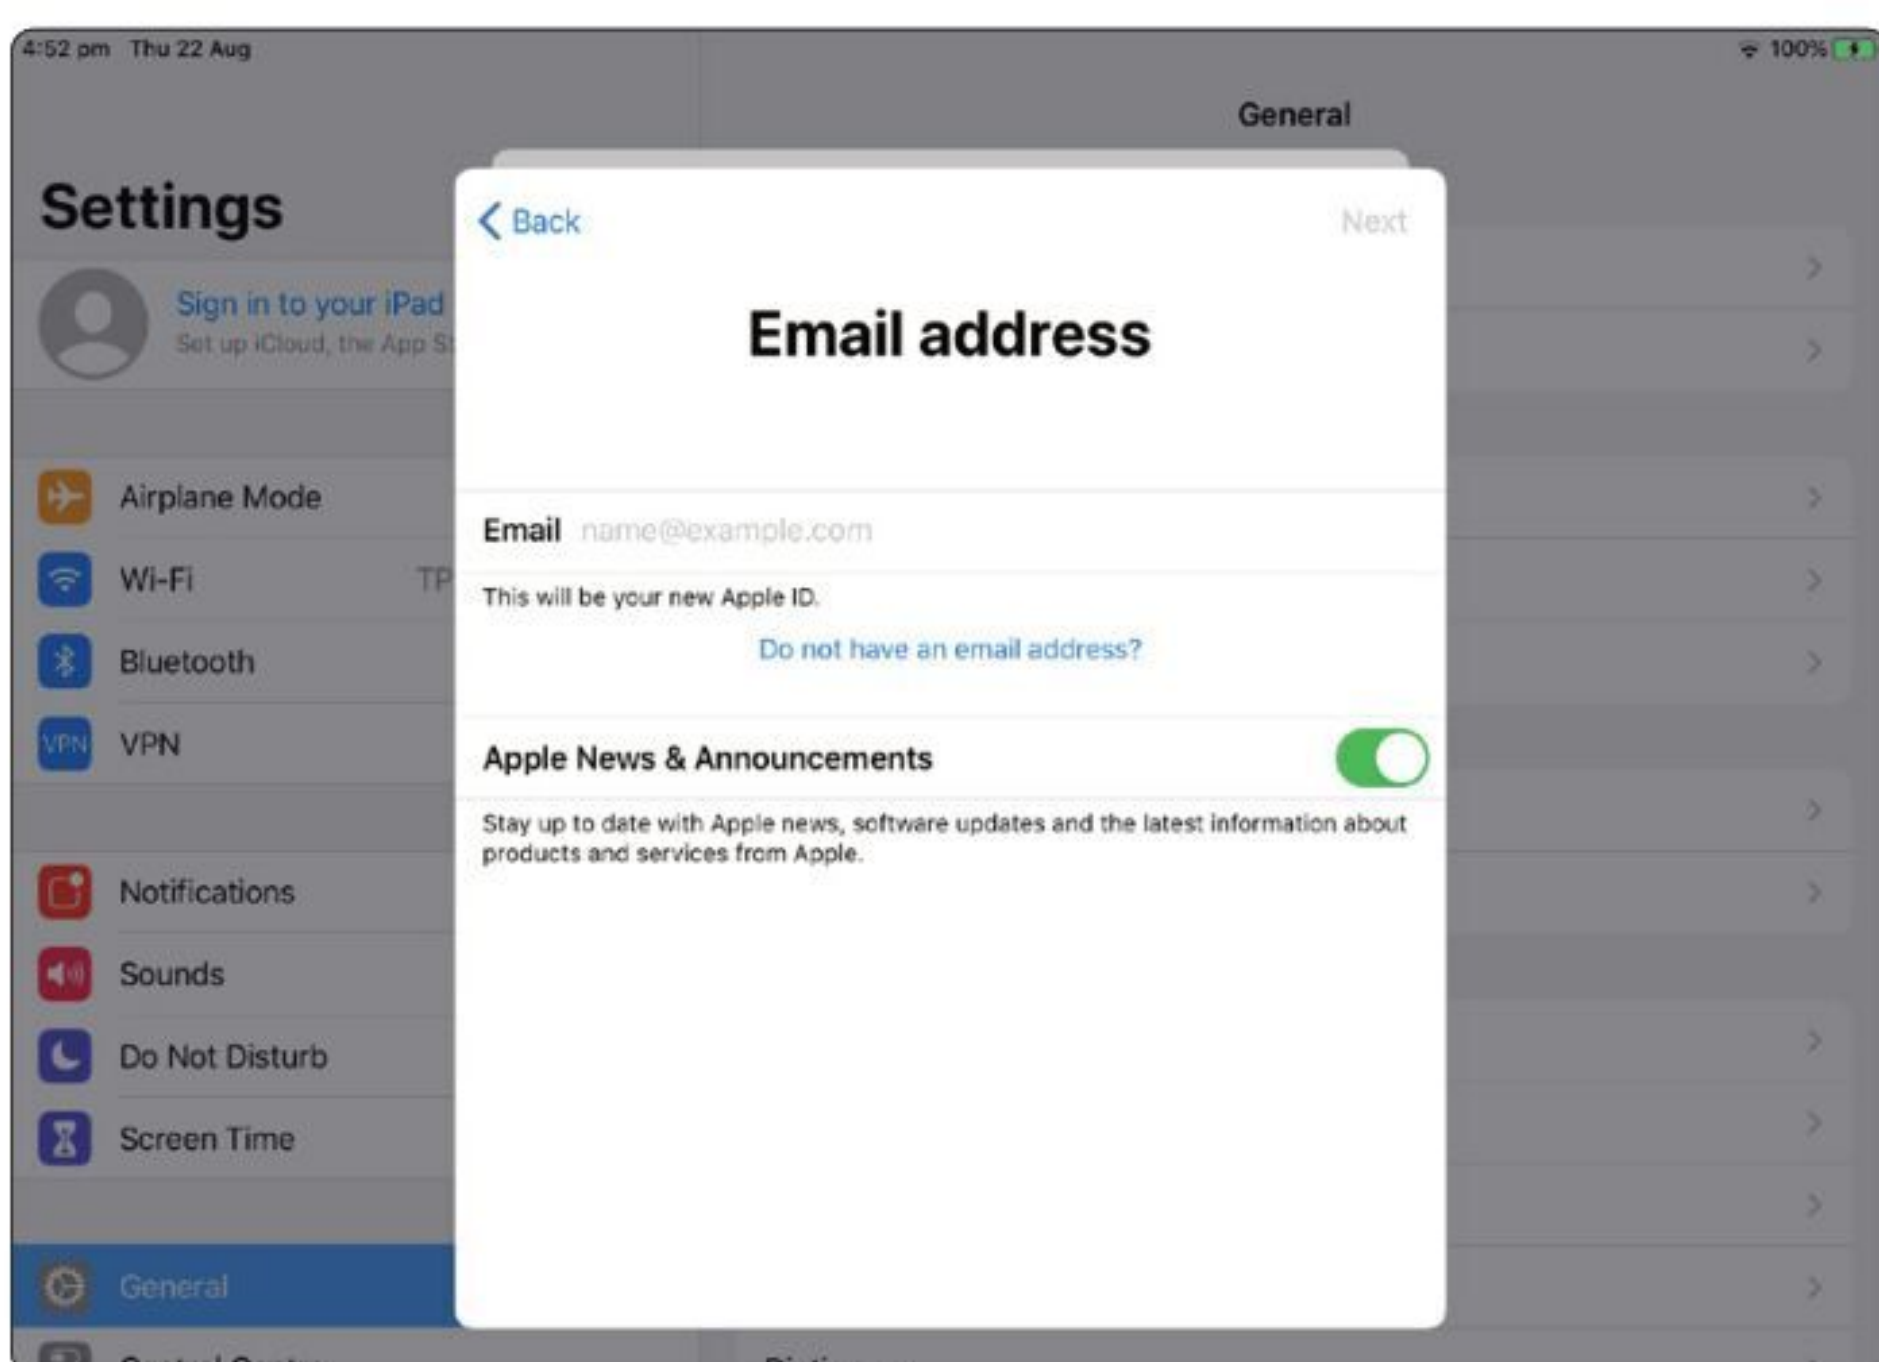 4:52 pm Thu 22 Aug
100%
General
Settings
Sign in to your iPad
Set up iCloud, the App St
Airplane Mode
Wi-Fi TP
Bluetooth
VPN VPN
Notifications
Sounds
Do Not Disturb
Screen Time
General
Back
Next
Email address
Email name@example.com
This will be your new Apple ID.
Do not have an email address?
Apple News & Announcements
Stay up to date with Apple news, software updates and the latest information about
products and services from Apple.